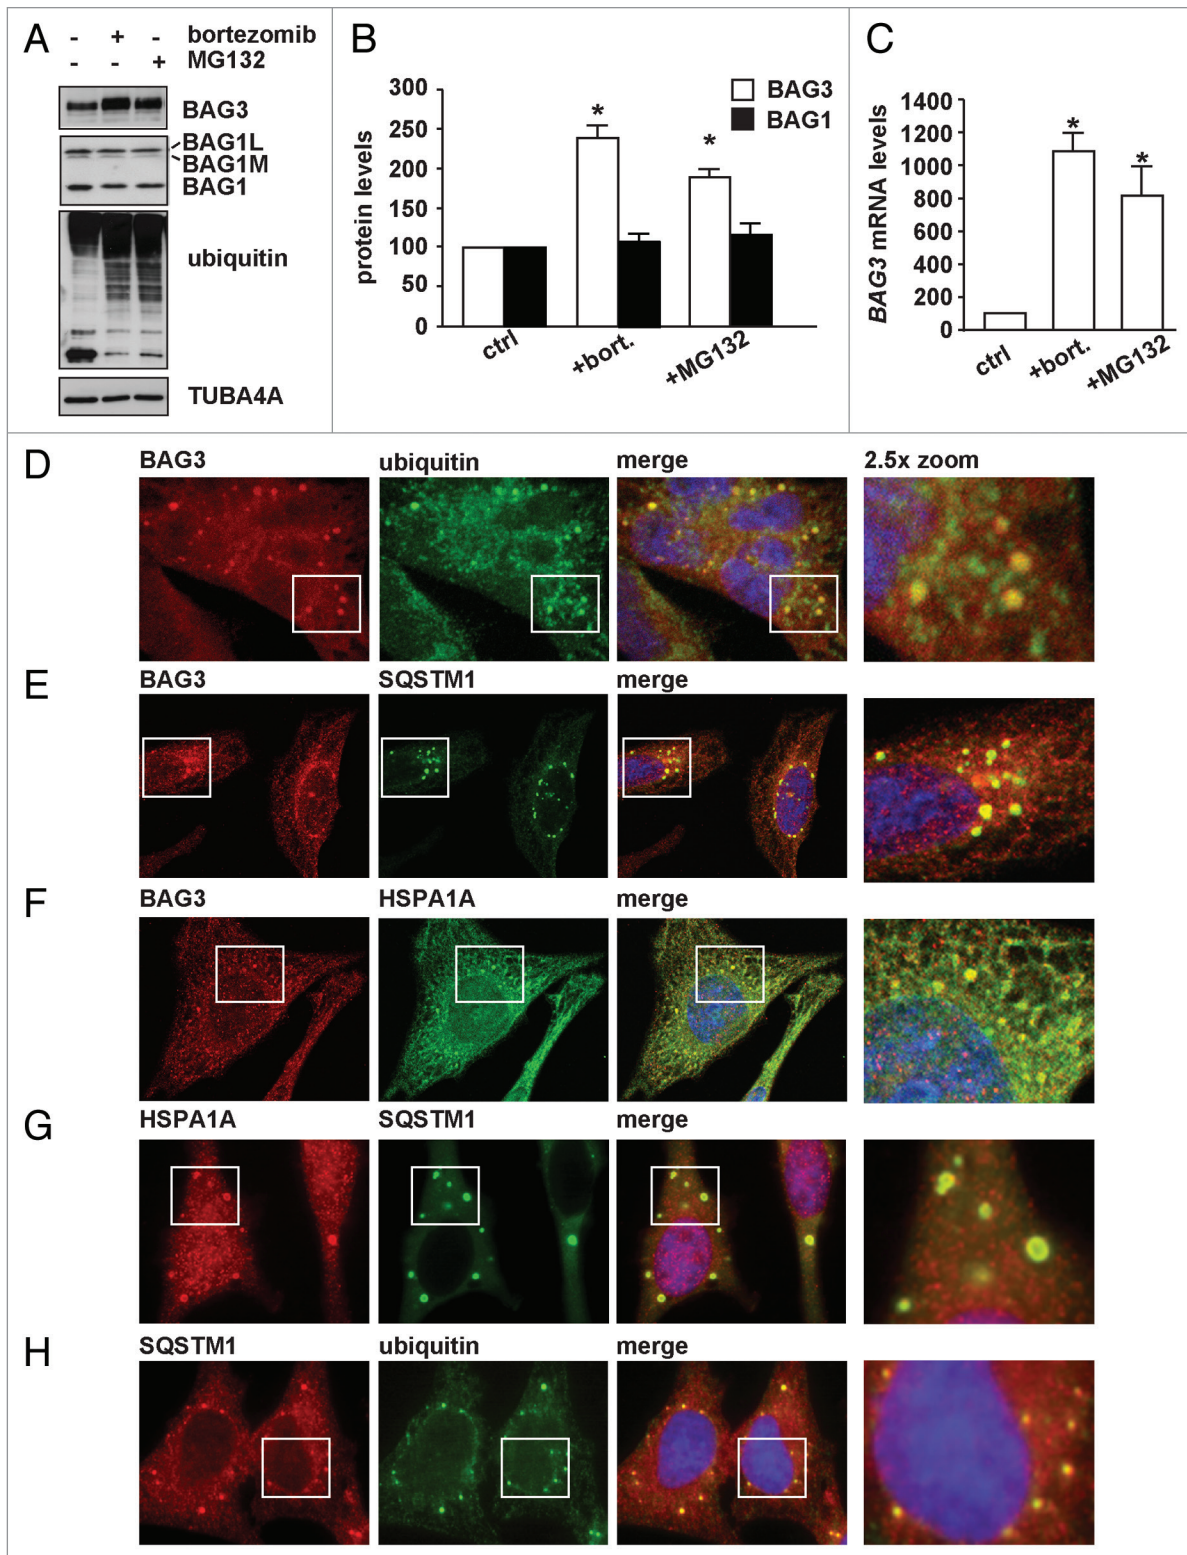 A
- + - bortezomib
- - + MG132
BAG3
BAG1L
BAG1M
BAG1
ubiquitin
TUBA4A
B
protein levels
300
250
200
150
100
50
0
* *
BAG3
BAG1
ctrl
+bort.
+MG132
C
BAG3 mRNA levels
1400
1200
1000
800
600
400
200
0
* *
ctrl
+bort.
+MG132
D
BAG3 ubiquitin merge 2.5x zoom
E
BAG3 SQSTM1 merge
F
BAG3 HSPA1A merge
G
HSPA1A SQSTM1 merge
H
SQSTM1 ubiquitin merge